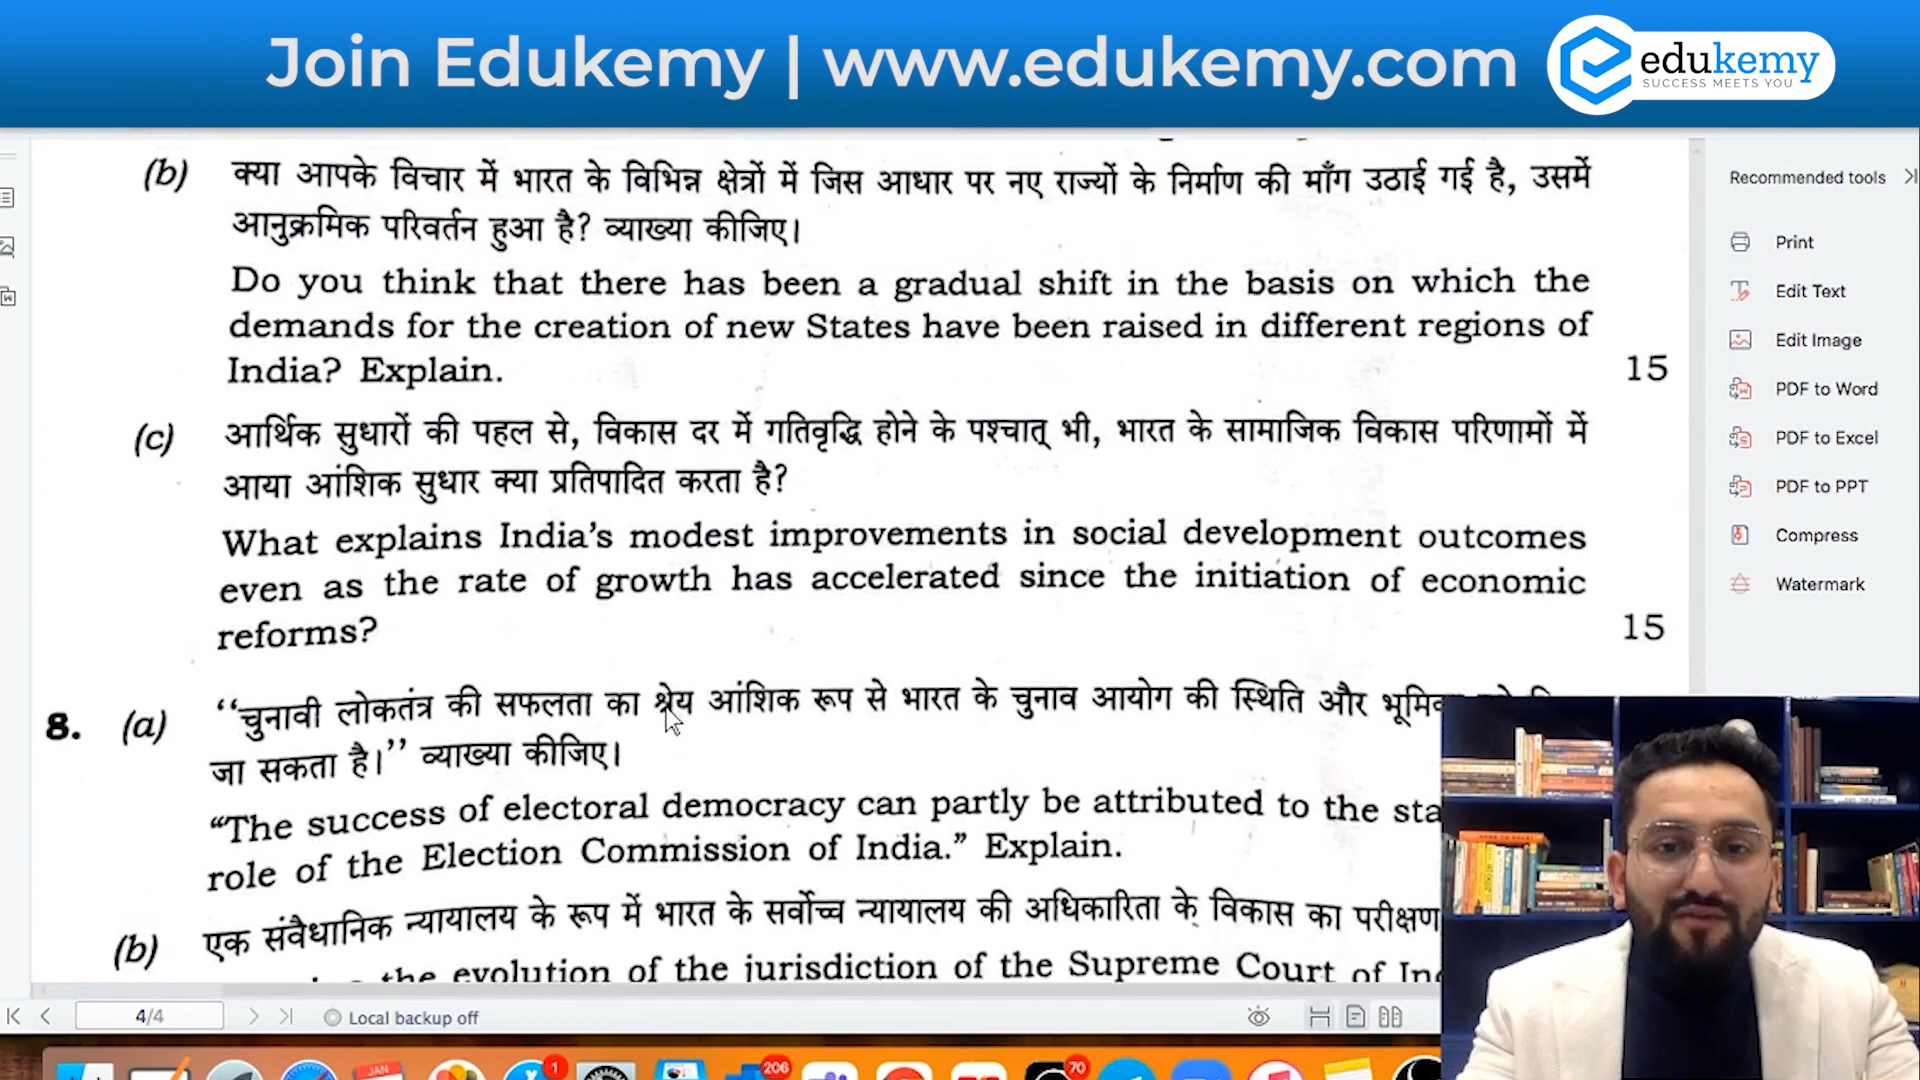 Join Edukemy | www.edukemy.com
edukemy
SUCCESS MEETS YOU
(b) क्या आपके विचार में भारत के विभिन्न क्षेत्रों में जिस आधार पर नए राज्यों के निर्माण की माँग उठाई गई है, उसमें
आनुक्रमिक परिवर्तन हुआ है? व्याख्या कीजिए।
Do you think that there has been a gradual shift in the basis on which the
demands for the creation of new States have been raised in different regions of
India? Explain. 15
(c) आर्थिक सुधारों की पहल से, विकास दर में गतिवृद्धि होने के पश्चात् भी, भारत के सामाजिक विकास परिणामों में
आया आंशिक सुधार क्या प्रतिपादित करता है?
What explains India's modest improvements in social development outcomes
even as the rate of growth has accelerated since the initiation of economic
reforms? 15
8. (a) ‘‘चुनावी लोकतंत्र की सफलता का श्रेय आंशिक रूप से भारत के चुनाव आयोग की स्थिति और
जा सकता है।’’ व्याख्या कीजिए।
“The success of electoral democracy can partly be attributed to the sta
role of the Election Commission of India.” Explain.
(b) एक संवैधानिक न्यायालय के रूप में भारत के सर्वोच्च न्यायालय की अधिकारिता के विकास का परीक्षण
the evolution of the jurisdiction of the Supreme Court of In
Recommended tools
Print
Edit Text
Edit Image
PDF to Word
PDF to Excel
PDF to PPT
Compress
Watermark
4/4
Local backup off
JAN
1
206
70